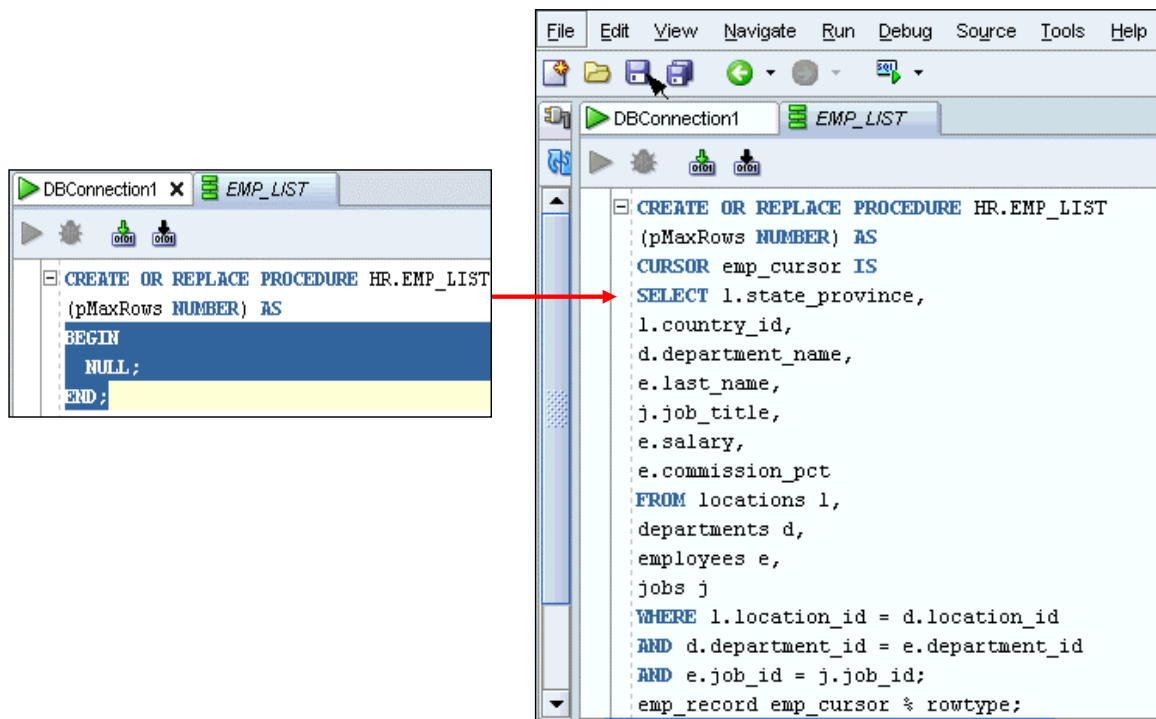 DBConnection1 EMP_LIST
CREATE OR REPLACE PROCEDURE HR.EMP_LIST
(pMaxRows NUMBER) AS
BEGIN
NULL;
END;
File Edit View Navigate Run Debug Source Tools Help
SQL
DBConnection1 EMP_LIST
CREATE OR REPLACE PROCEDURE HR.EMP_LIST
(pMaxRows NUMBER) AS
CURSOR emp_cursor IS
SELECT l.state_province,
l.country_id,
d.department_name,
e.last_name,
j.job_title,
e.salary,
e.commission_pct
FROM locations l,
departments d,
employees e,
jobs j
WHERE l.location_id = d.location_id
AND d.department_id = e.department_id
AND e.job_id = j.job_id;
emp_record emp_cursor % rowtype;